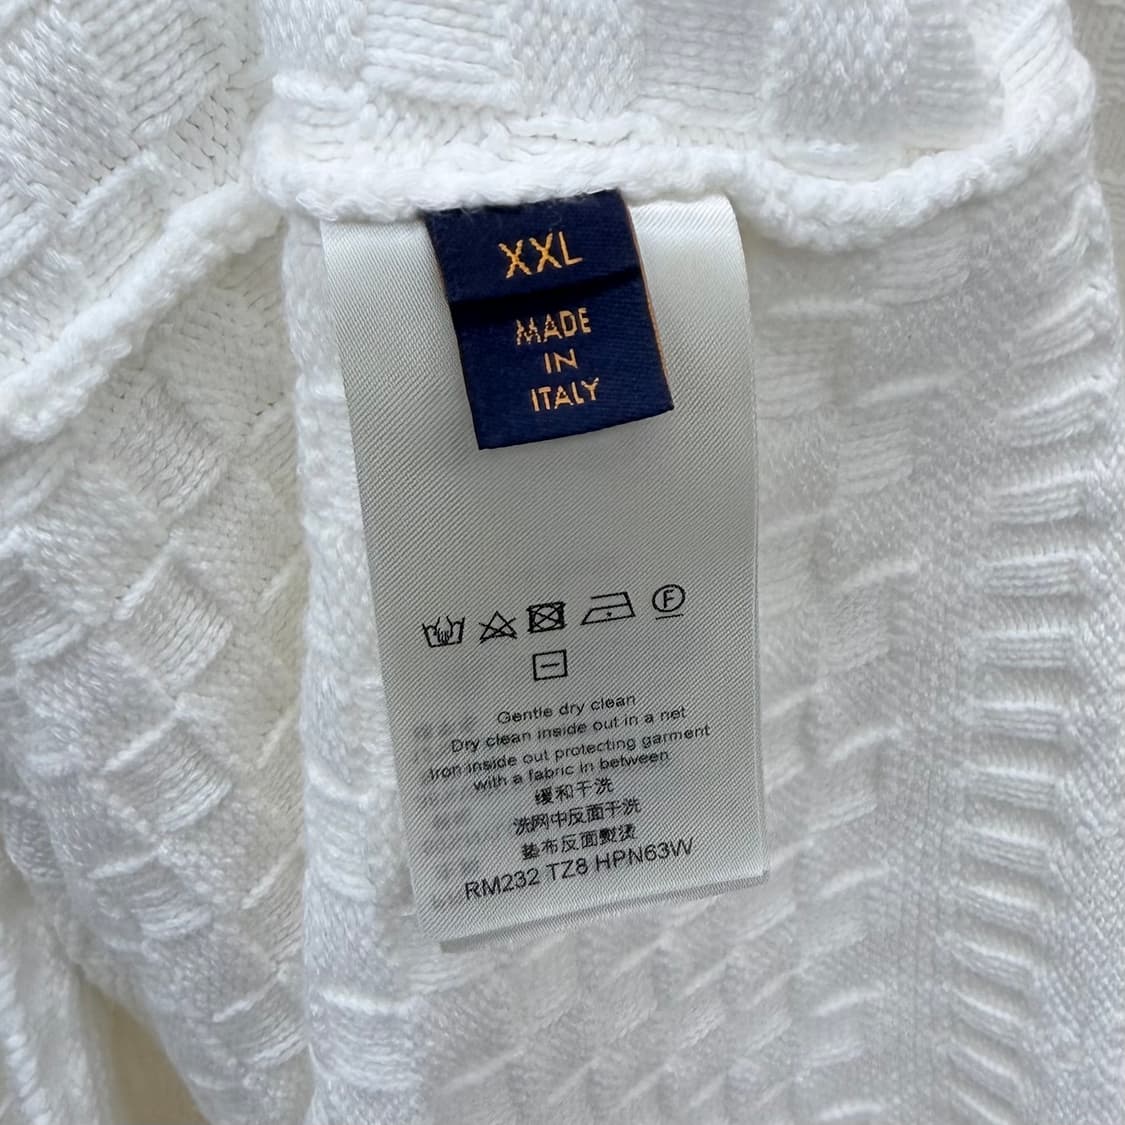 XXL
MADE
IN
ITALY
F
Gentle dry clean
Dry clean inside out in a net
Iron inside out protecting garment
with a fabric in between
缓和干洗
洗网中反面干洗
垫布反面熨烫
RM232 TZ8 HPN63W